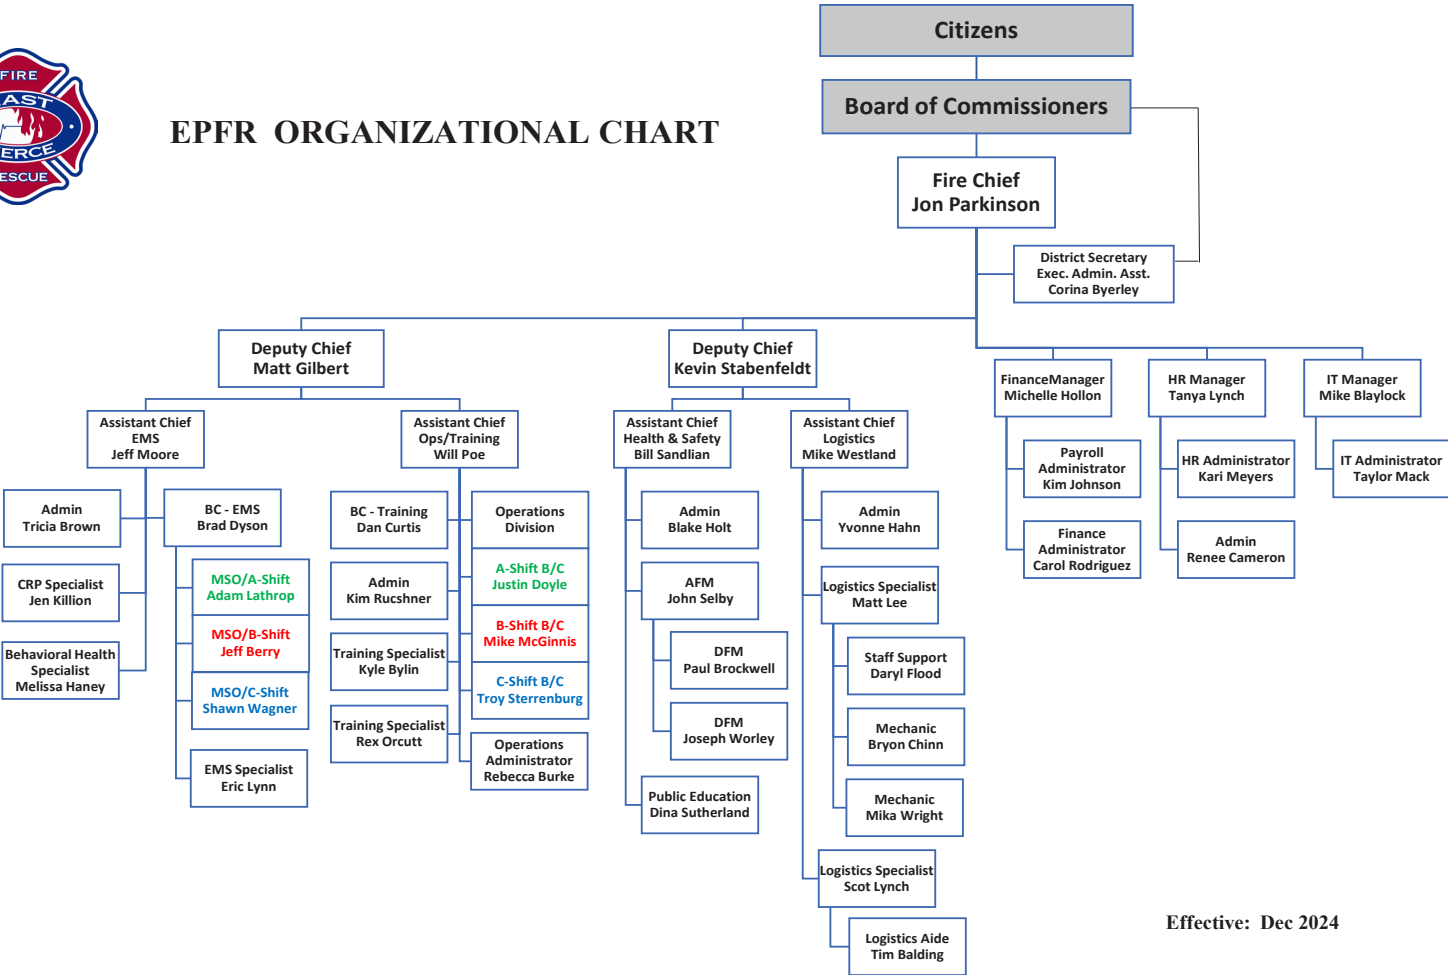 Citizens
Board of Commissioners
FIRE
RESCUE
EPFR ORGANIZATIONAL CHART
Fire Chief
Jon Parkinson
District Secretary
Exec. Admin. Asst.
Corina Byerley
Deputy Chief
Matt Gilbert
Deputy Chief
Kevin Stabenfeldt
FinanceManager
Michelle Hollon
HR Manager
Tanya Lynch
IT Manager
Mike Blaylock
Assistant Chief
EMS
Jeff Moore
Assistant Chief
Ops/Training
Will Poe
Assistant Chief
Health & Safety
Bill Sandlian
Assistant Chief
Logistics
Mike Westland
Payroll
Administrator
Kim Johnson
HR Administrator
Kari Meyers
IT Administrator
Taylor Mack
Finance
Administrator
Carol Rodriguez
Admin
Renee Cameron
Admin
Tricia Brown
CRP Specialist
Jen Killion
Behavioral Health
Specialist
Melissa Haney
BC - EMS
Brad Dyson
MSO/A-Shift
Adam Lathrop
MSO/B-Shift
Jeff Berry
MSO/C-Shift
Shawn Wagner
EMS Specialist
Eric Lynn
BC - Training
Dan Curtis
Admin
Kim Rucshner
Training Specialist
Kyle Bylin
Training Specialist
Rex Orcutt
Operations
Division
A-Shift B/C
Justin Doyle
B-Shift B/C
Mike McGinnis
C-Shift B/C
Troy Sterrenburg
Operations
Administrator
Rebecca Burke
Admin
Blake Holt
AFM
John Selby
DFM
Paul Brockwell
DFM
Joseph Worley
Public Education
Dina Sutherland
Admin
Yvonne Hahn
Logistics Specialist
Matt Lee
Staff Support
Daryl Flood
Mechanic
Bryon Chinn
Mechanic
Mika Wright
Logistics Specialist
Scot Lynch
Logistics Aide
Tim Balding
Effective: Dec 2024